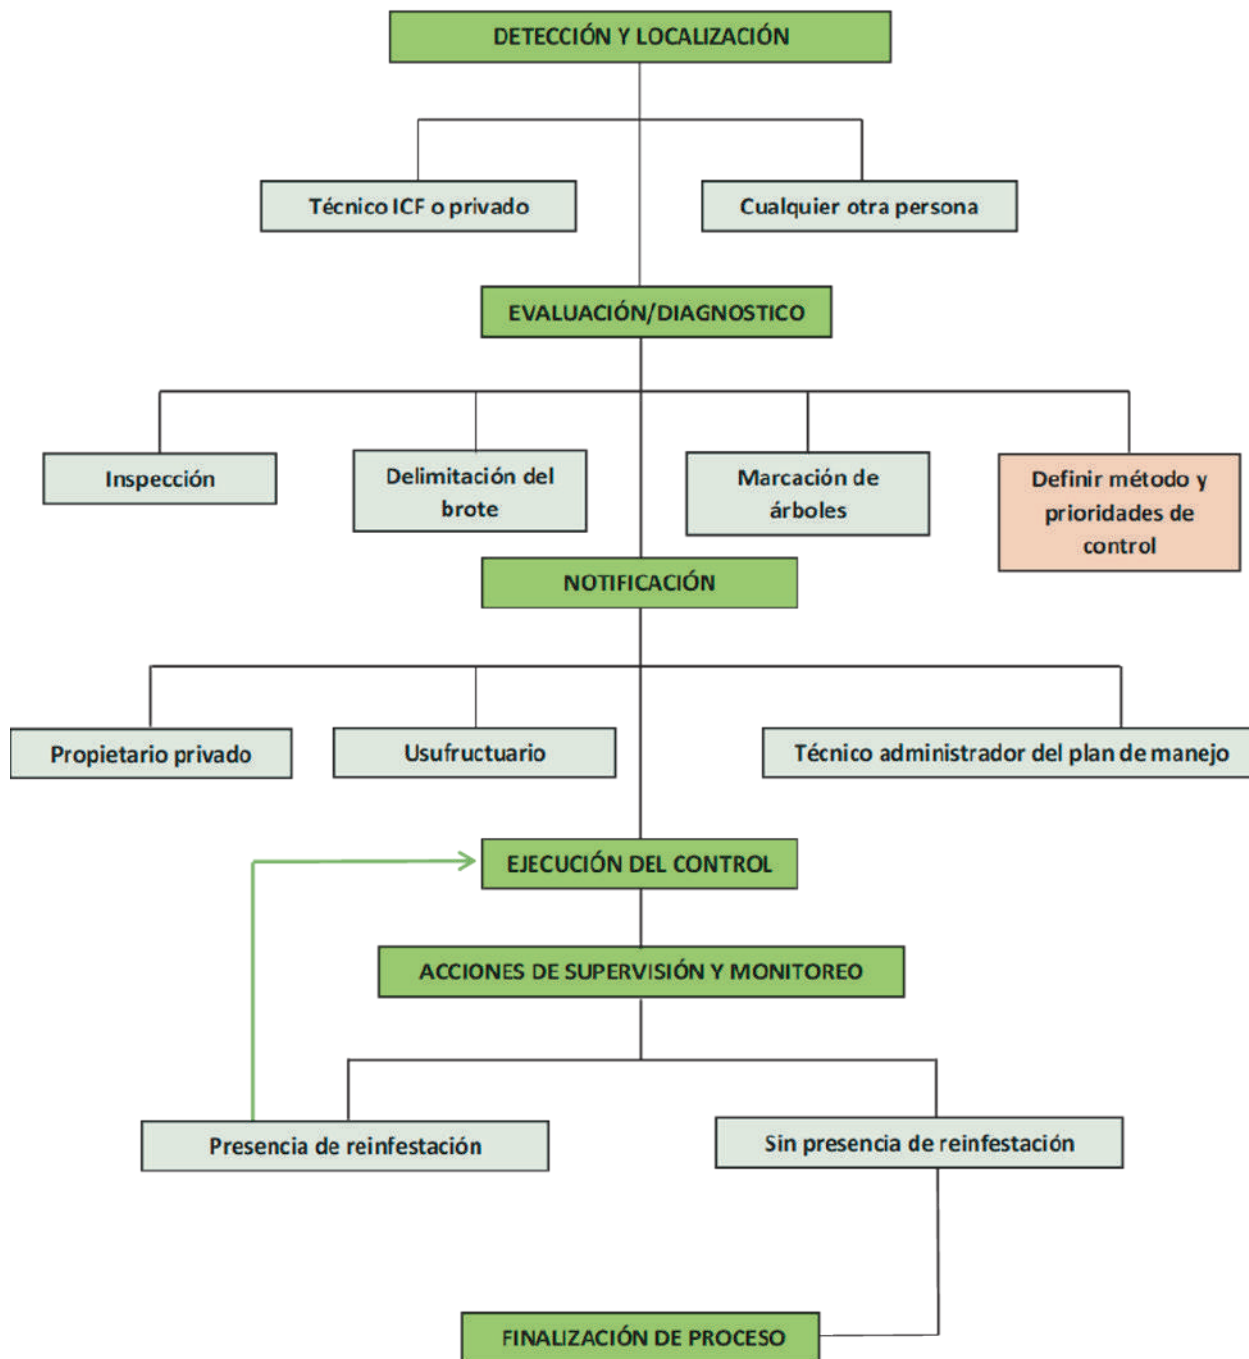 DETECCIÓN Y LOCALIZACIÓN
Técnico ICF o privado
Cualquier otra persona
EVALUACIÓN/DIAGNOSTICO
Inspección
Delimitación del
brote
Marcación de
árboles
Definir método y
prioridades de
control
NOTIFICACIÓN
Propietario privado
Usufructuario
Técnico administrador del plan de manejo
EJECUCIÓN DEL CONTROL
ACCIONES DE SUPERVISIÓN Y MONITOREO
Presencia de reinfestación
Sin presencia de reinfestación
FINALIZACIÓN DE PROCESO